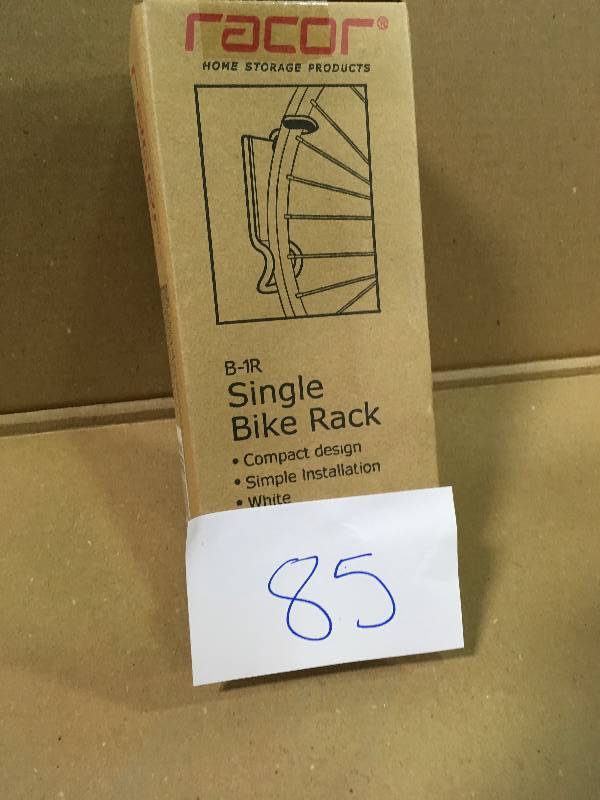 racor®
HOME STORAGE PRODUCTS
B-1R
Single
Bike Rack
• Compact design
• Simple Installation
• White
85